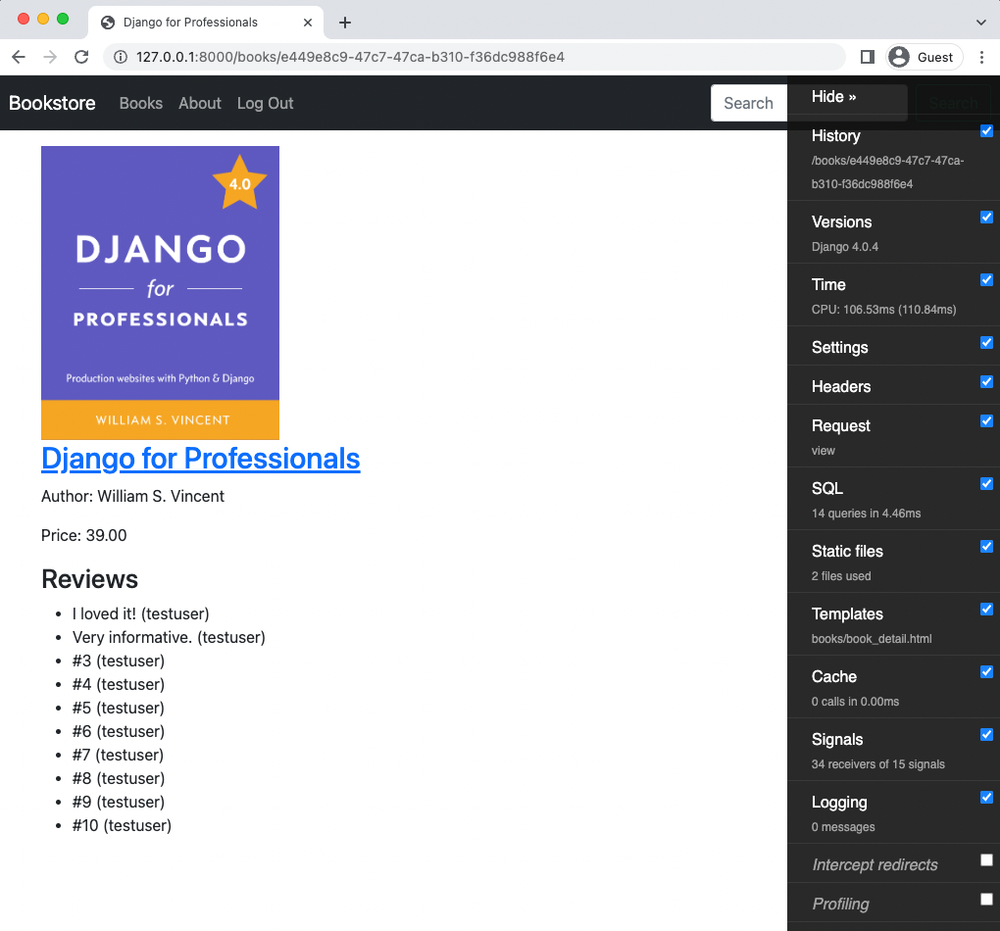 Django for Professionals
127.0.0.1:8000/books/e449e8c9-47c7-47ca-b310-f36dc988f6e4
Guest
Bookstore Books About Log Out Search Search
4.0
DJANGO
for
PROFESSIONALS
Production websites with Python & Django
WILLIAM S. VINCENT
Django for Professionals
Author: William S. Vincent
Price: 39.00
Reviews
I loved it! (testuser)
Very informative. (testuser)
#3 (testuser)
#4 (testuser)
#5 (testuser)
#6 (testuser)
#7 (testuser)
#8 (testuser)
#9 (testuser)
#10 (testuser)
Hide »
History
/books/e449e8c9-47c7-47ca-
b310-f36dc988f6e4
Versions
Django 4.0.4
Time
CPU: 106.53ms (110.84ms)
Settings
Headers
Request
view
SQL
14 queries in 4.46ms
Static files
2 files used
Templates
books/book_detail.html
Cache
0 calls in 0.00ms
Signals
34 receivers of 15 signals
Logging
0 messages
Intercept redirects
Profiling